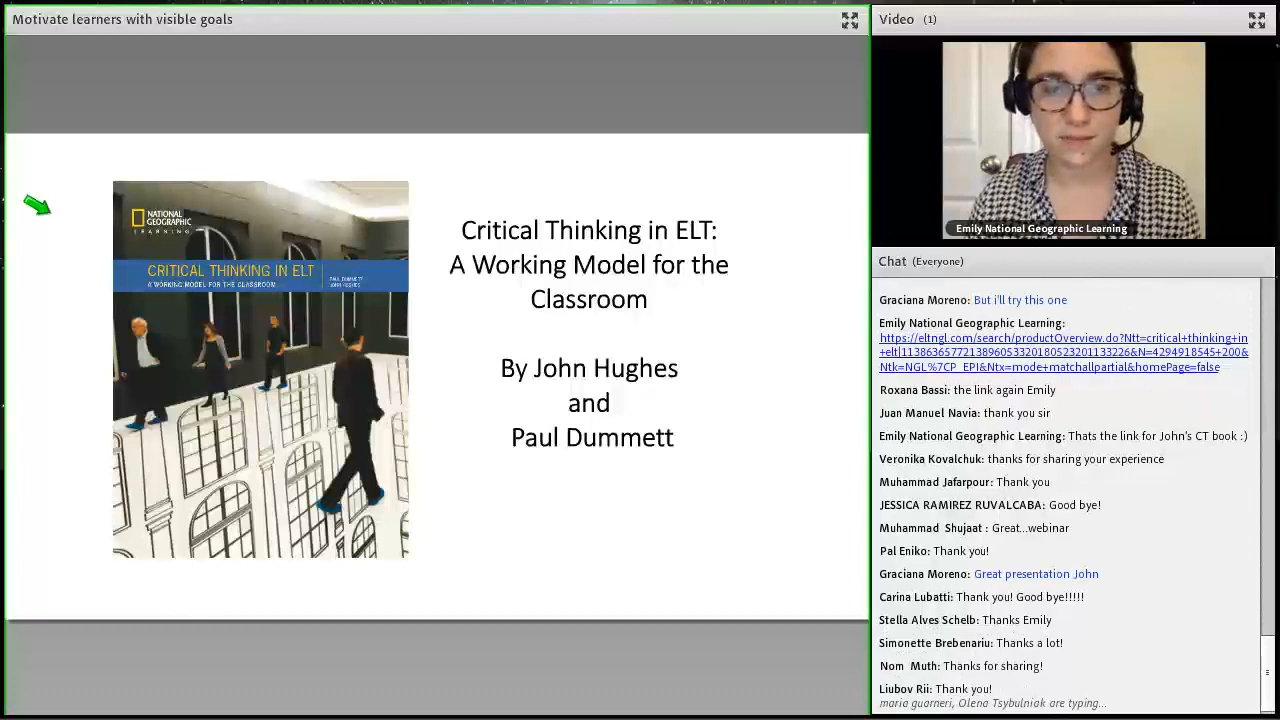 Motivate learners with visible goals
NATIONAL
GEOGRAPHIC
LEARNING
CRITICAL THINKING IN ELT
A WORKING MODEL FOR THE CLASSROOM
PAUL DUMMETT
JOHN HUGHES
Critical Thinking in ELT:
A Working Model for the
Classroom
By John Hughes
and
Paul Dummett
Video (1)
Emily National Geographic Learning
Chat (Everyone)
Graciana Moreno: But i'll try this one
Emily National Geographic Learning:
https://eltngl.com/search/productOverview.do?Ntt=critical+thinking+in
+elt|1138636577213896053320180523201133226&N=4294918545+200&
Ntk=NGL%7CP_EPI&Ntx=mode+matchallpartial&homePage=false
Roxana Bassi: the link again Emily
Juan Manuel Navia: thank you sir
Emily National Geographic Learning: Thats the link for John's CT book :)
Veronika Kovalchuk: thanks for sharing your experience
Muhammad Jafarpour: Thank you
JESSICA RAMIREZ RUVALCABA: Good bye!
Muhammad Shujaat : Great...webinar
Pal Eniko: Thank you!
Graciana Moreno: Great presentation John
Carina Lubatti: Thank you! Good bye!!!!!
Stella Alves Schelb: Thanks Emily
Simonette Brebenariu: Thanks a lot!
Nom Muth: Thanks for sharing!
Liubov Rii: Thank you!
maria guarneri, Olena Tsybulniak are typing...